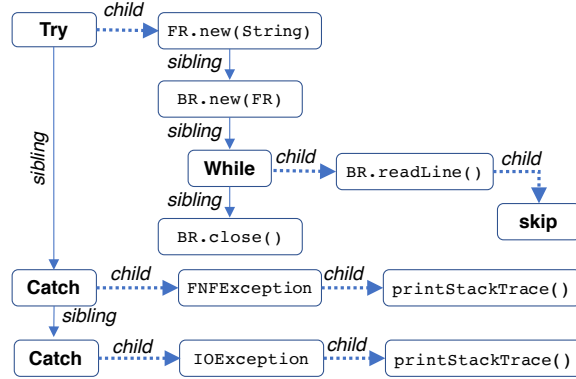 Try
child
FR.new(String)
sibling
BR.new(FR)
sibling
sibling
While
child
BR.readLine()
child
sibling
BR.close()
skip
Catch
child
FNFException
child
printStackTrace()
sibling
Catch
child
IOException
child
printStackTrace()